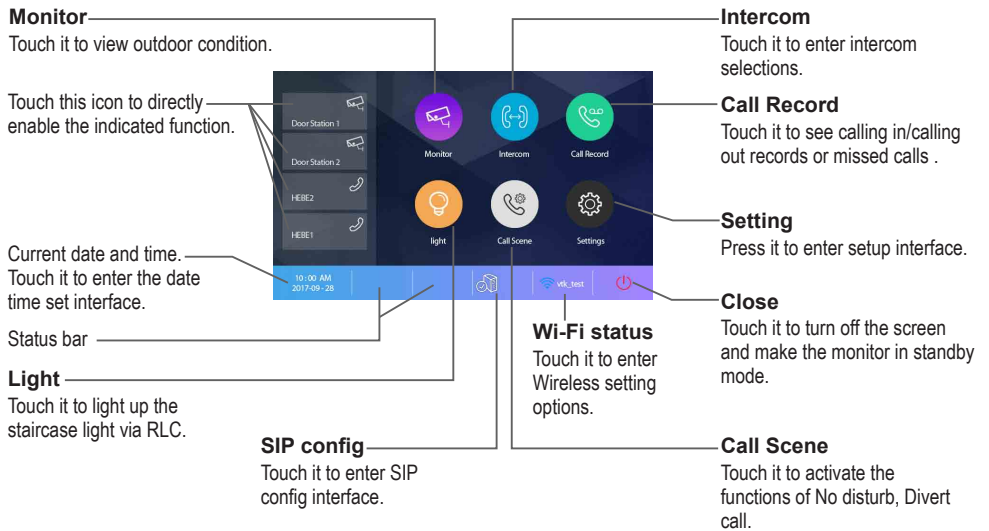 Monitor
Touch it to view outdoor condition.
Touch this icon to directly
enable the indicated function.
Current date and time.
Touch it to enter the date
time set interface.
Status bar
Light
Touch it to light up the
staircase light via RLC.
SIP config
Touch it to enter SIP
config interface.
Door Station 1
Door Station 2
HEBE2
HEBE1
Monitor
Intercom
Call Record
light
Call Scene
Settings
10:00 AM
2017-09-28
vtk_test
Wi-Fi status
Touch it to enter
Wireless setting
options.
Intercom
Touch it to enter intercom
selections.
Call Record
Touch it to see calling in/calling
out records or missed calls .
Setting
Press it to enter setup interface.
Close
Touch it to turn off the screen
and make the monitor in standby
mode.
Call Scene
Touch it to activate the
functions of No disturb, Divert
call.